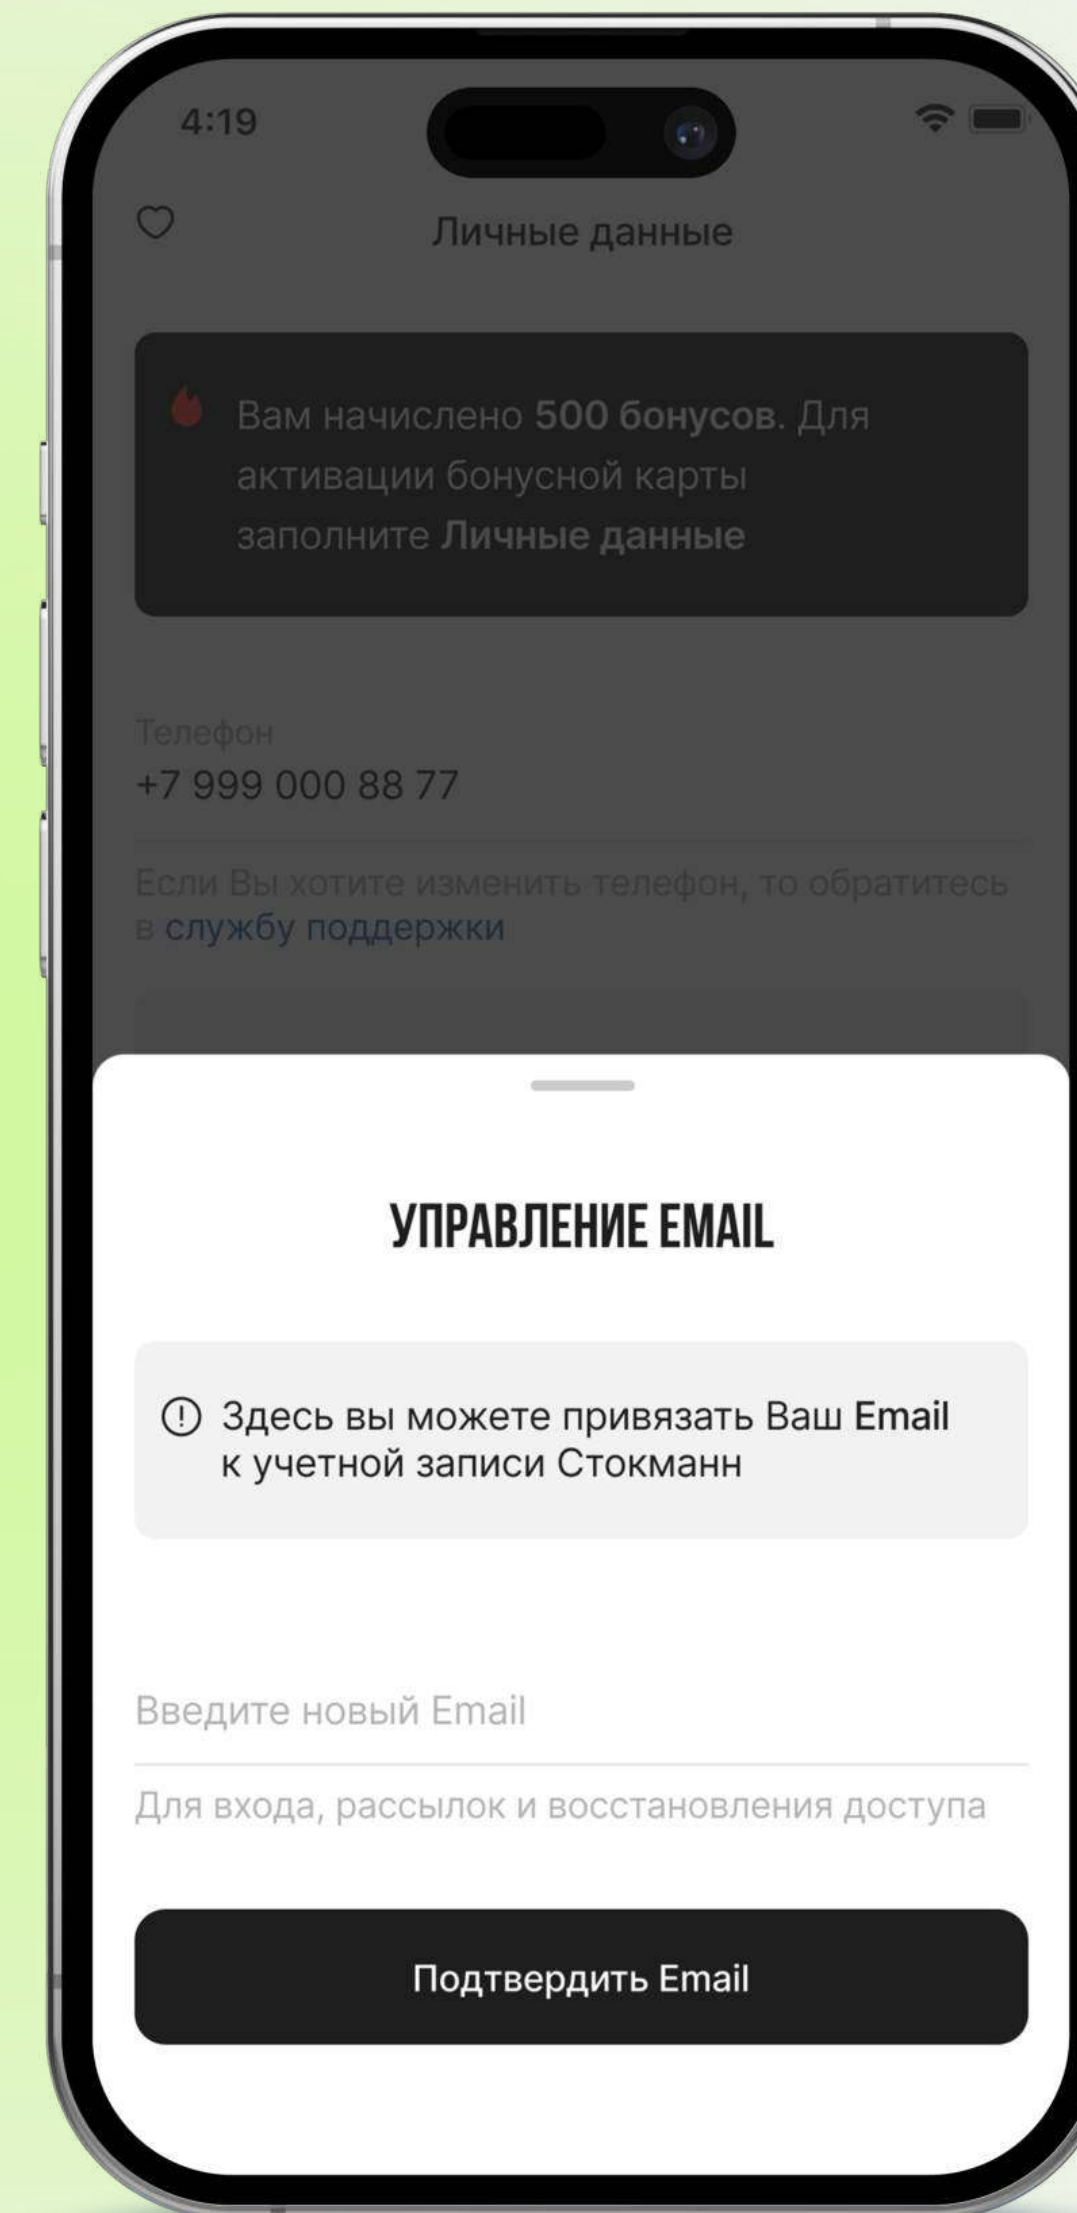 4:19
Личные данные
Вам начислено 500 бонусов. Для
активации бонусной карты
заполните Личные данные
Телефон
+7 999 000 88 77
Если Вы хотите изменить телефон, то обратитесь
в службу поддержки
УПРАВЛЕНИЕ EMAIL
Здесь вы можете привязать Ваш Email
к учетной записи Стокманн
Введите новый Email
Для входа, рассылок и восстановления доступа
Подтвердить Email